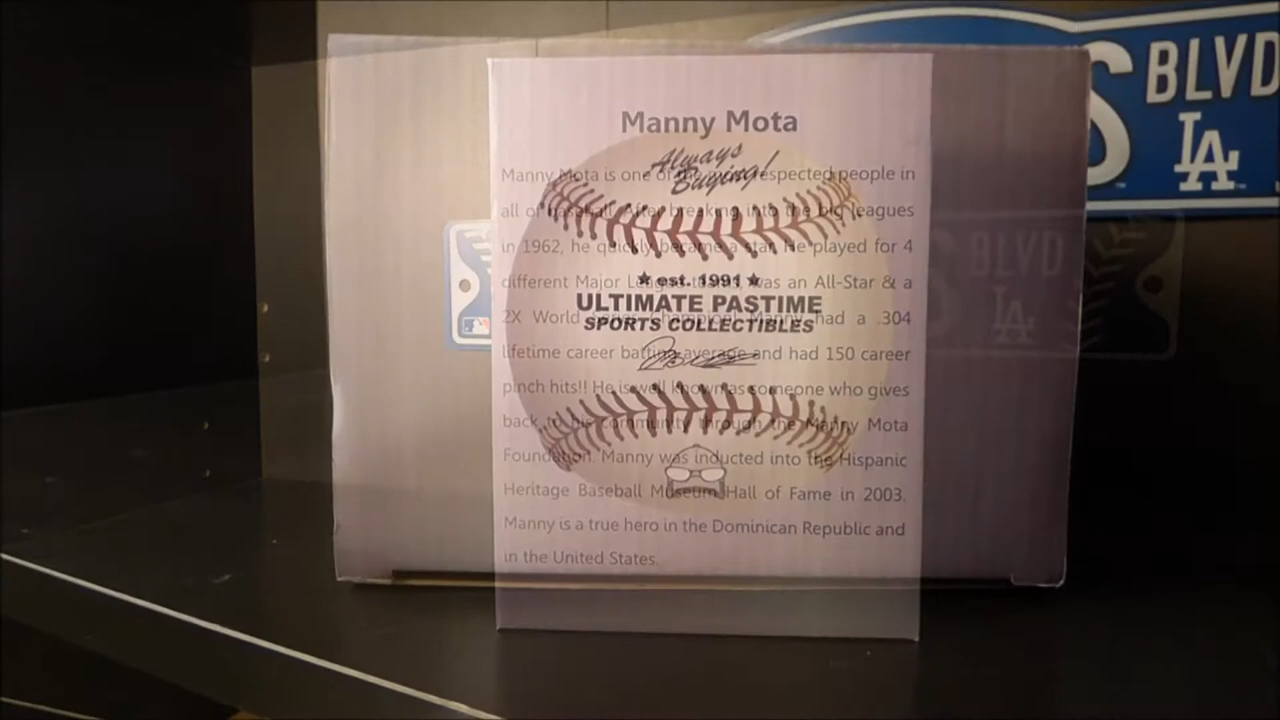 BLVD
LA
Manny Mota
Always
Buying!
Manny Mota is one of the most respected people in
all of baseball. After breaking into the big leagues
in 1962, he quickly became a star. He played for 4
different Major League teams, was an All-Star & a
2X World Series Champion! Manny had a .304
lifetime career batting average and had 150 career
pinch hits!! He is well known as someone who gives
back to his community through the Manny Mota
Foundation. Manny was inducted into the Hispanic
Heritage Baseball Museum Hall of Fame in 2003.
Manny is a true hero in the Dominican Republic and
in the United States.
est. 1991
ULTIMATE PASTIME
SPORTS COLLECTIBLES
BLVD
LA